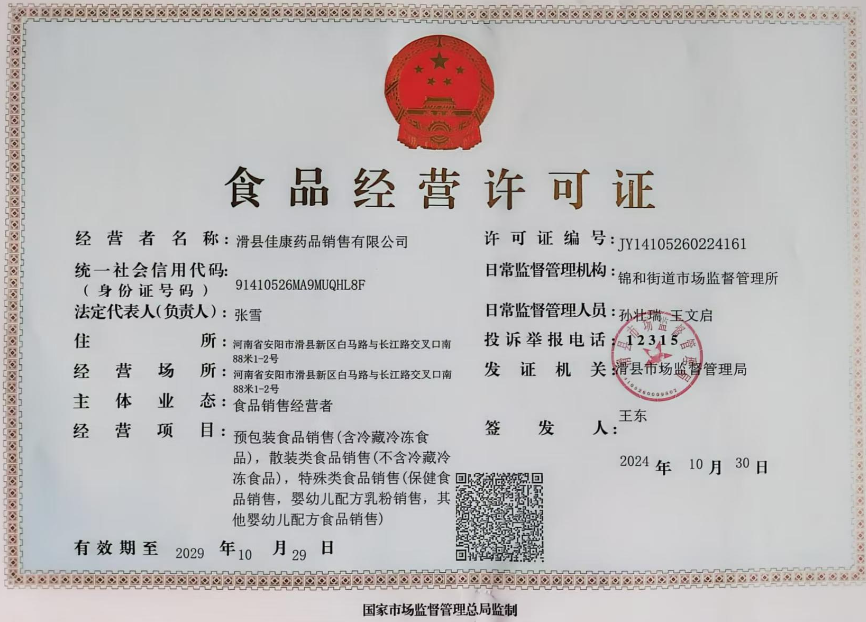 食品经营许可证
经营者名称：滑县佳康药品销售有限公司
统一社会信用代码：
（身份证号码）
91410526MA9MUQHL8F
法定代表人(负责人)：张雪
住所：河南省安阳市滑县新区白马路与长江路交叉口南
88米1-2号
经营场所：河南省安阳市滑县新区白马路与长江路交叉口南
88米1-2号
主体业态：食品销售经营者
经营项目：预包装食品销售(含冷藏冷冻食
品)，散装类食品销售(不含冷藏冷
冻食品)，特殊类食品销售(保健食
品销售，婴幼儿配方乳粉销售，其
他婴幼儿配方食品销售)
有效期至 2029 年10 月29 日
许可证编号：JY14105260224161
日常监督管理机构：锦和街道市场监督管理所
日常监督管理人员：孙壮瑞 王文启
投诉举报电话：12315
发证机关：滑县市场监督管理局
签发人：王东
2024 年 10 月 30 日
国家市场监督管理总局监制